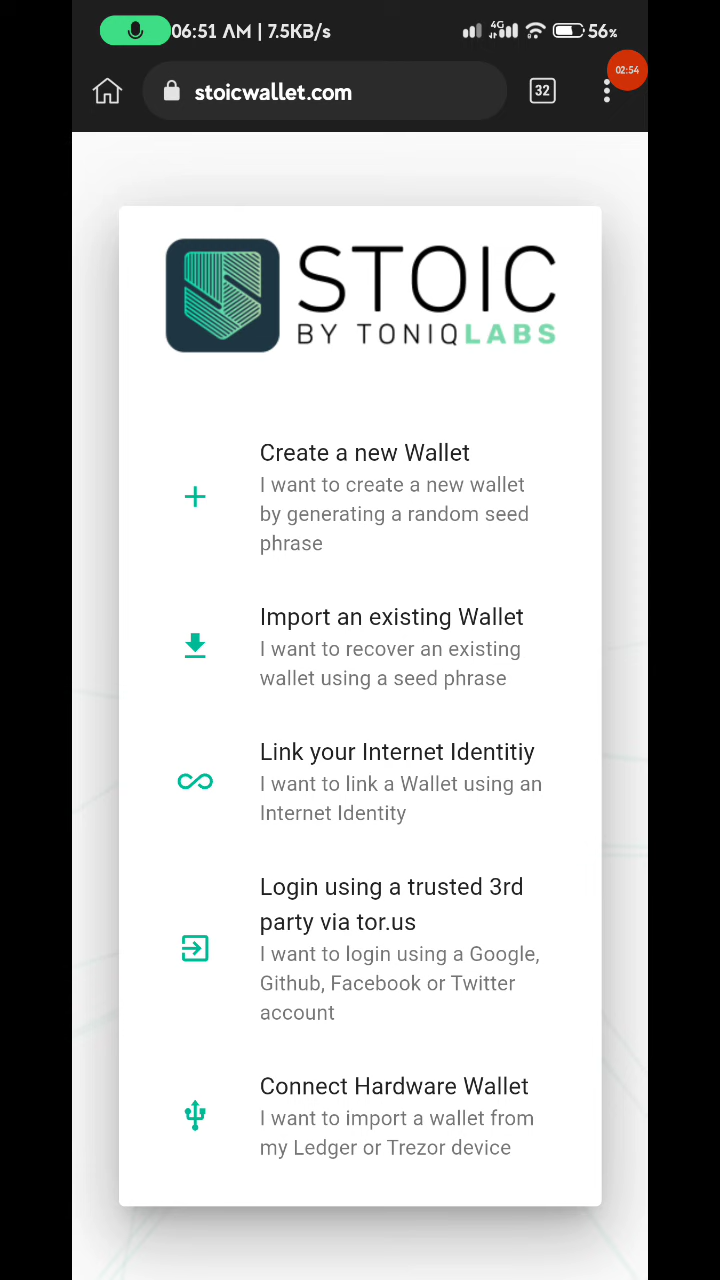 06:51 AM | 7.5KB/s 4G 56%
02:54
stoicwallet.com 32
STOIC
BY TONIQLABS
Create a new Wallet
I want to create a new wallet
by generating a random seed
phrase
Import an existing Wallet
I want to recover an existing
wallet using a seed phrase
Link your Internet Identitiy
I want to link a Wallet using an
Internet Identity
Login using a trusted 3rd
party via tor.us
I want to login using a Google,
Github, Facebook or Twitter
account
Connect Hardware Wallet
I want to import a wallet from
my Ledger or Trezor device